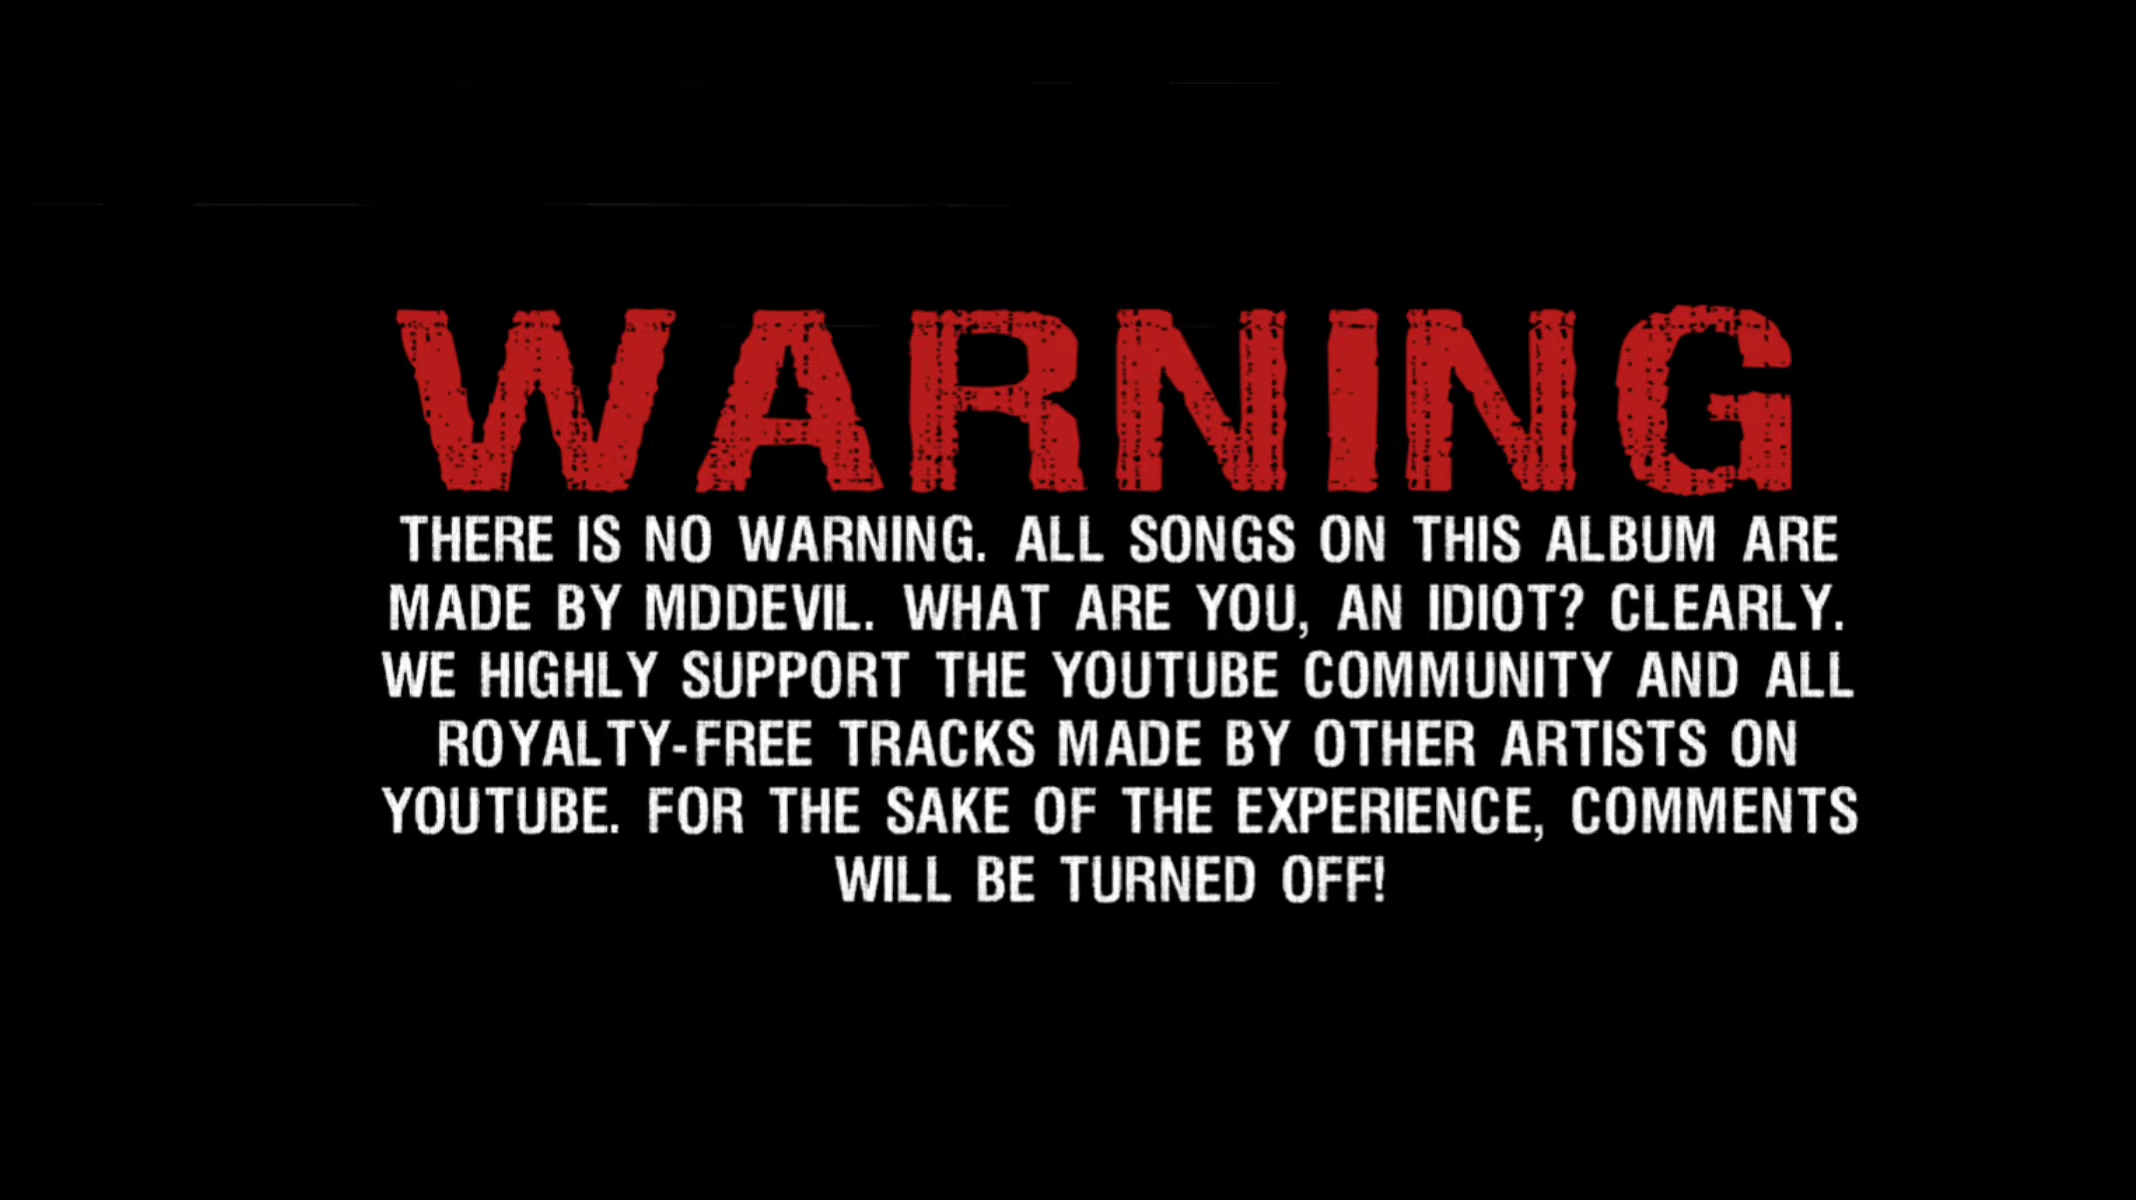 WARNING
THERE IS NO WARNING. ALL SONGS ON THIS ALBUM ARE
MADE BY MDDEVIL. WHAT ARE YOU, AN IDIOT? CLEARLY.
WE HIGHLY SUPPORT THE YOUTUBE COMMUNITY AND ALL
ROYALTY-FREE TRACKS MADE BY OTHER ARTISTS ON
YOUTUBE. FOR THE SAKE OF THE EXPERIENCE, COMMENTS
WILL BE TURNED OFF!